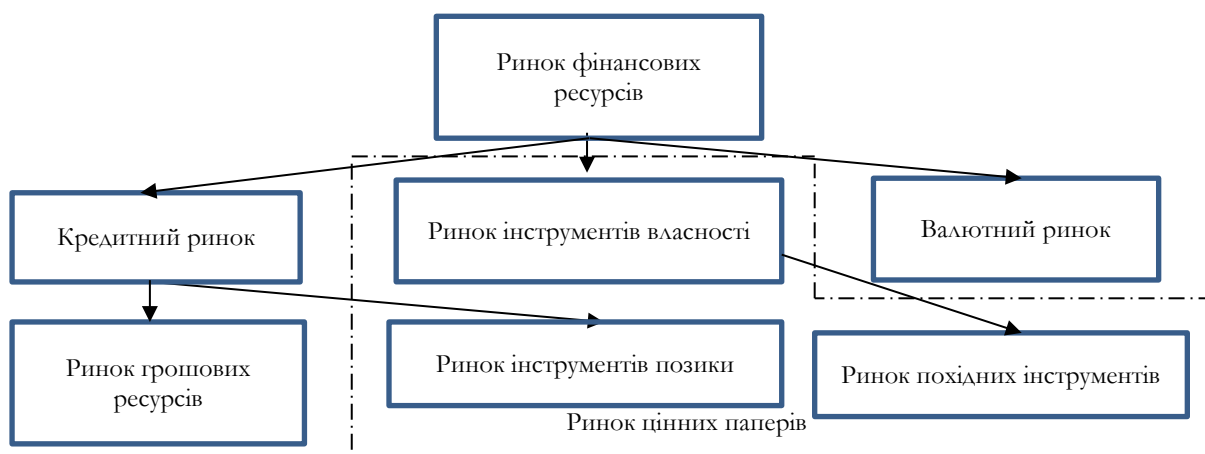 Ринок фінансових
ресурсів
Кредитний ринок
Ринок інструментів власності
Валютний ринок
Ринок грошових
ресурсів
Ринок інструментів позики
Ринок похідних інструментів
Ринок цінних паперів